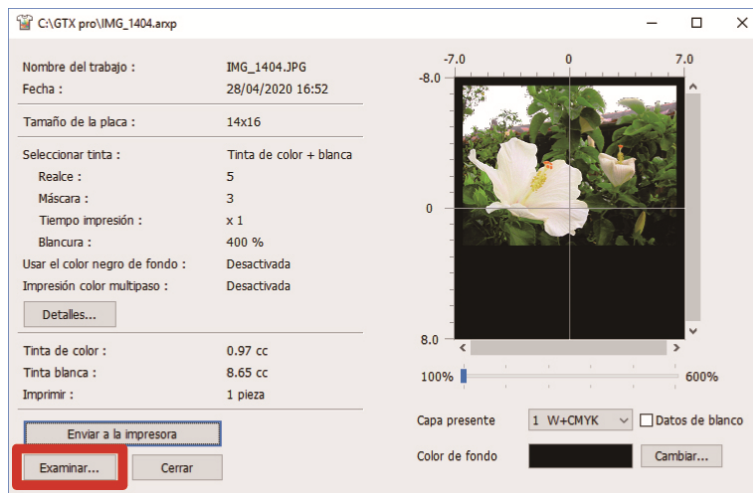 C:\GTX pro\IMG_1404.arxp
Nombre del trabajo : IMG_1404.JPG
Fecha : 28/04/2020 16:52
Tamaño de la placa : 14x16
Seleccionar tinta : Tinta de color + blanca
Realce : 5
Máscara : 3
Tiempo impresión : x 1
Blancura : 400 %
Usar el color negro de fondo : Desactivada
Impresión color multipaso : Desactivada
Detalles...
Tinta de color : 0.97 cc
Tinta blanca : 8.65 cc
Imprimir : 1 pieza
Enviar a la impresora
Examinar... Cerrar
-7.0 0 7.0
-8.0
0
8.0
100% 600%
Capa presente 1 W+CMYK Datos de blanco
Color de fondo Cambiar...